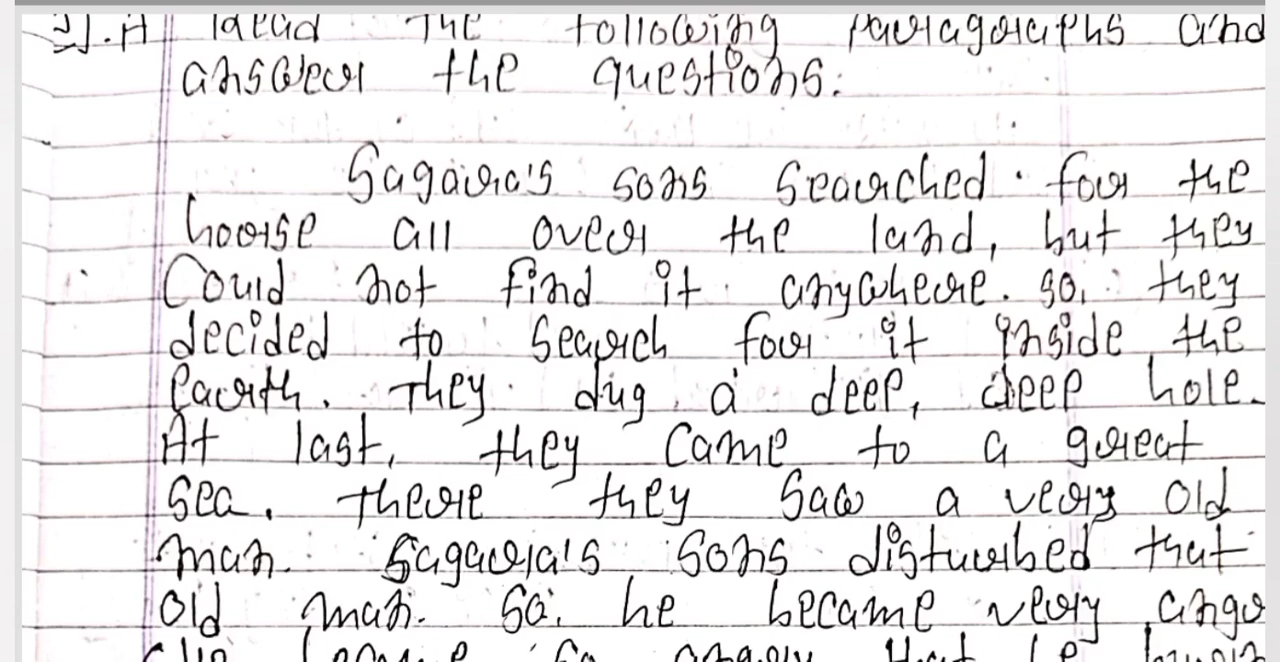 Read the following paragraphs and
answer the questions:
Sagara's sons searched for the
horse all over the land, but they
Could not find it anywhere. so, they
decided to search for it inside the
Earth. They dug a deep, deep hole.
At last, they came to a great
sea. There they saw a very old
man. Sagara's sons disturbed that
old man. So, he became very